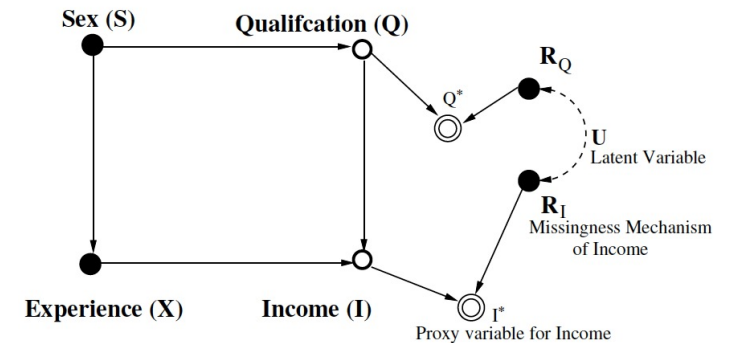 Sex (S)
Qualifcation (Q)
R_Q
Q*
U
Latent Variable
R_I
Missingness Mechanism
of Income
Experience (X)
Income (I)
I*
Proxy variable for Income